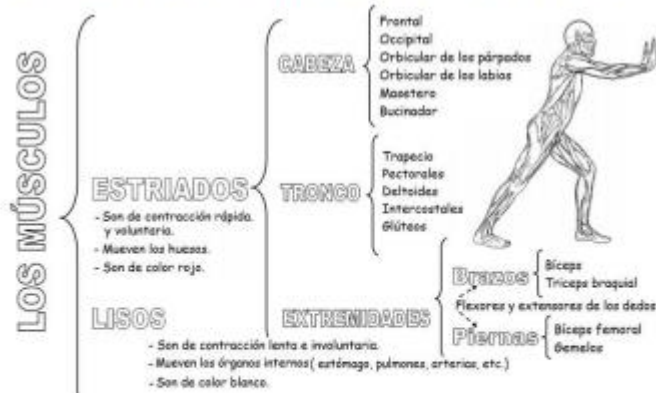 LOS MÚSCULOS
ESTRIADOS
- Son de contracción rápida
y voluntaria.
- Mueven los huesos.
- Son de color rojo.
CABEZA
Frontal
Occipital
Orbicular de los párpados
Orbicular de los labios
Masetero
Bucinador
TRONCO
Trapecio
Pectorales
Deltoides
Intercostales
Glúteos
EXTREMIDADES
Brazos
Bíceps
Triceps braquial
Flexores y extensores de los dedos
Piernas
Bíceps femoral
Gemelos
LISOS
- Son de contracción lenta e involuntaria.
- Mueven los órganos internos( estómago, pulmones, arterias, etc.)
- Son de color blanco.